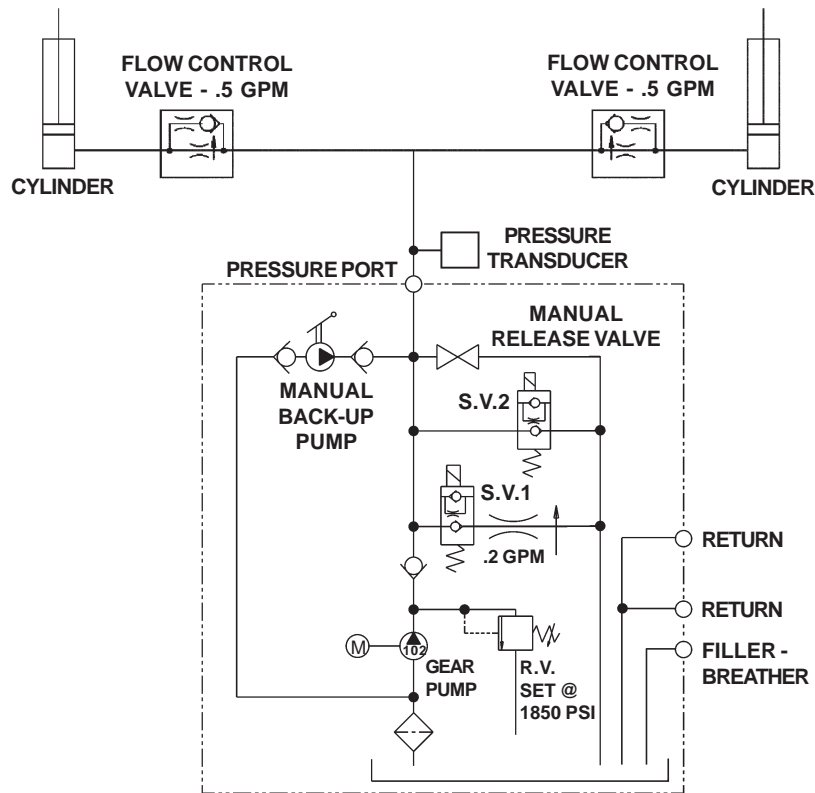 FLOW CONTROL
VALVE - .5 GPM
FLOW CONTROL
VALVE - .5 GPM
CYLINDER
CYLINDER
PRESSURE
TRANSDUCER
PRESSURE PORT
MANUAL
RELEASE VALVE
MANUAL
BACK-UP
PUMP
S.V.2
S.V.1
.2 GPM
RETURN
RETURN
FILLER -
BREATHER
M
102
GEAR
PUMP
R.V.
SET @
1850 PSI